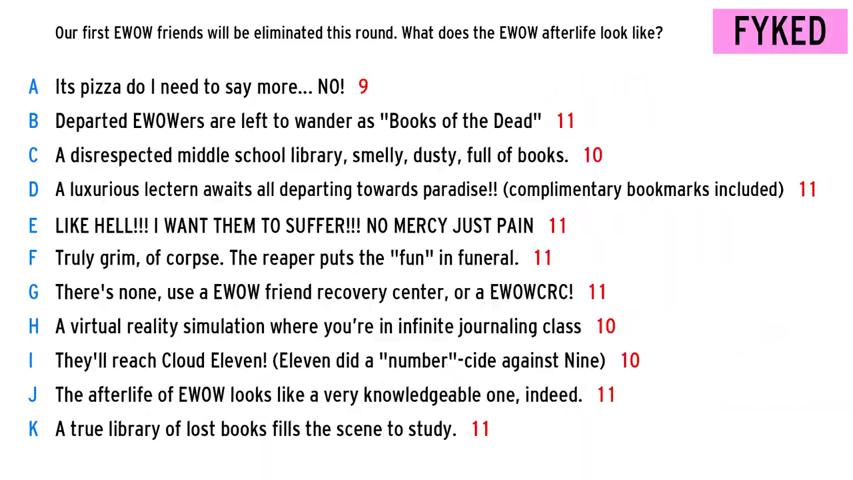 Our first EWOW friends will be eliminated this round. What does the EWOW afterlife look like?
FYKED
A Its pizza do I need to say more... NO! 9
B Departed EWOWers are left to wander as "Books of the Dead" 11
C A disrespected middle school library, smelly, dusty, full of books. 10
D A luxurious lectern awaits all departing towards paradise!! (complimentary bookmarks included) 11
E LIKE HELL!!! I WANT THEM TO SUFFER!!! NO MERCY JUST PAIN 11
F Truly grim, of corpse. The reaper puts the "fun" in funeral. 11
G There's none, use a EWOW friend recovery center, or a EWOWCRC! 11
H A virtual reality simulation where you’re in infinite journaling class 10
I They'll reach Cloud Eleven! (Eleven did a "number"-cide against Nine) 10
J The afterlife of EWOW looks like a very knowledgeable one, indeed. 11
K A true library of lost books fills the scene to study. 11